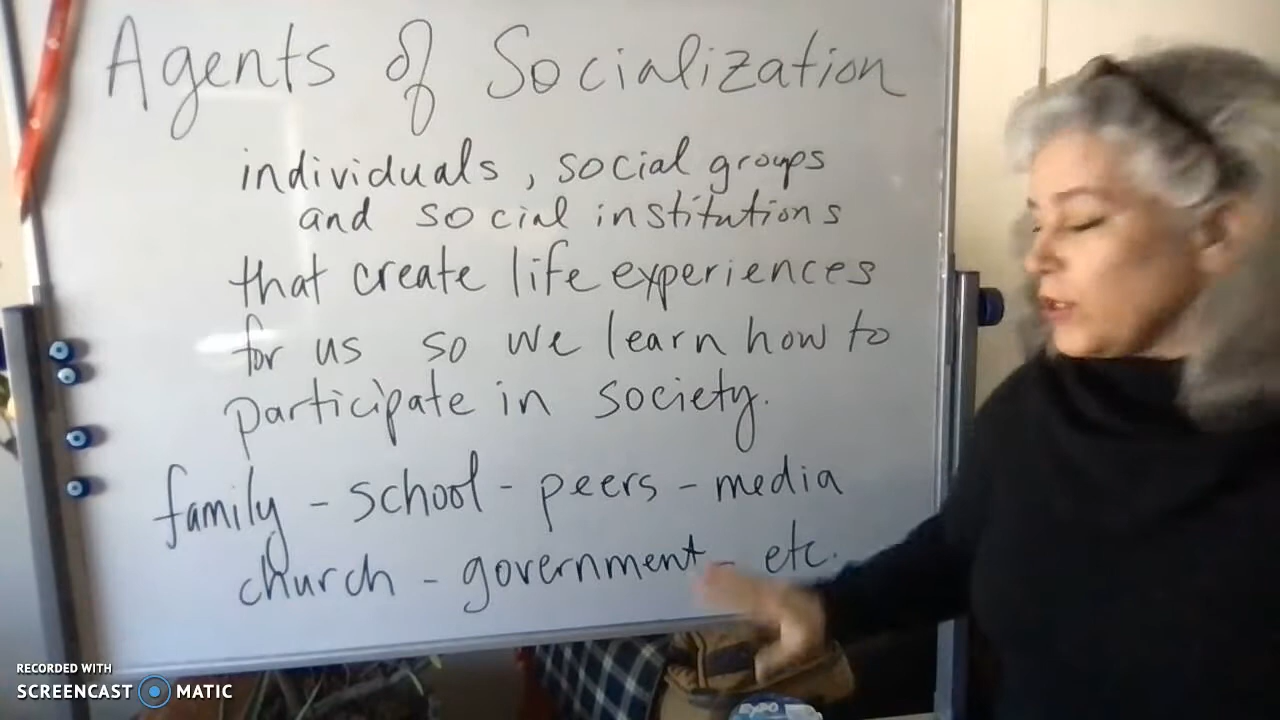 Agents of Socialization
individuals, social groups
and social institutions
that create life experiences
for us so we learn how to
participate in society.
family - school - peers - media
church - government - etc.
RECORDED WITH
SCREENCAST MATIC
EXPO